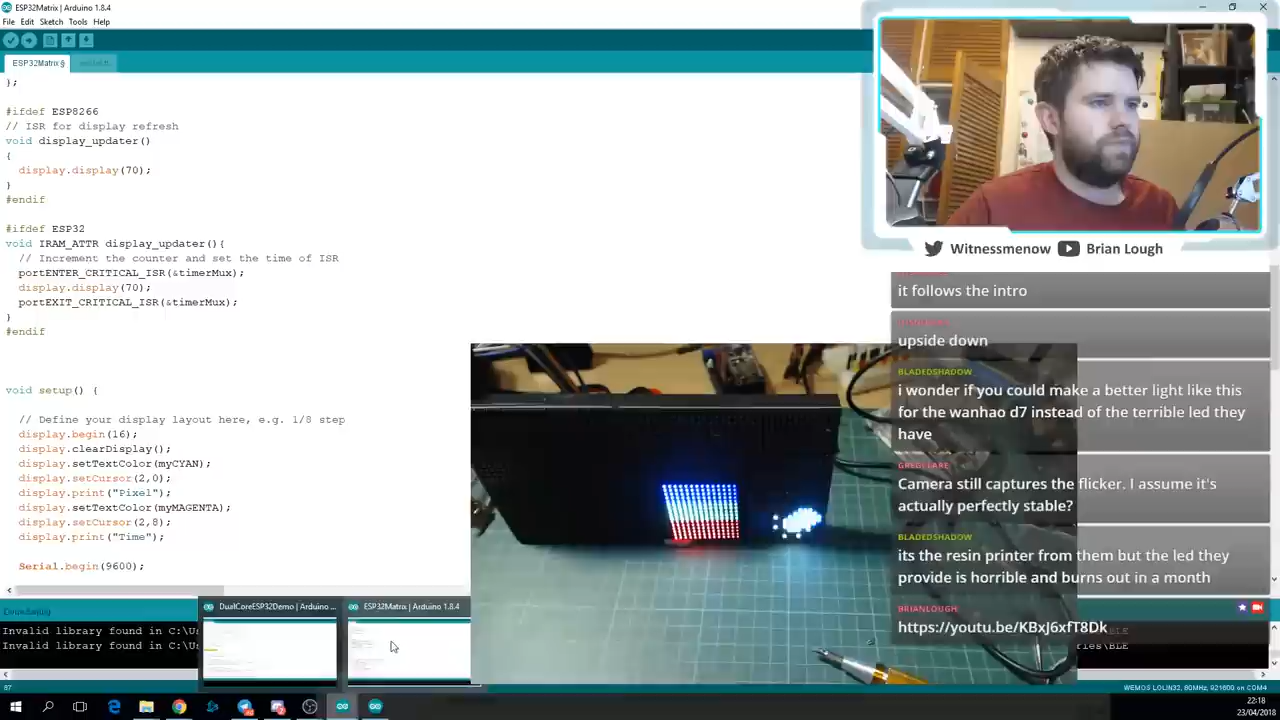 ESP32Matrix | Arduino 1.8.4
File Edit Sketch Tools Help
ESP32Matrix §
};
#ifdef ESP8266
// ISR for display refresh
void display_updater()
{
display.display(70);
}
#endif
#ifdef ESP32
void IRAM_ATTR display_updater(){
// Increment the counter and set the time of ISR
portENTER_CRITICAL_ISR(&timerMux);
display.display(70);
portEXIT_CRITICAL_ISR(&timerMux);
}
#endif
void setup() {
// Define your display layout here, e.g. 1/8 step
display.begin(16);
display.clearDisplay();
display.setTextColor(myCYAN);
display.setCursor(2,0);
display.print("Pixel");
display.setTextColor(myMAGENTA);
display.setCursor(2,8);
display.print("Time");
Serial.begin(9600);
Invalid library found in C:\Us
Invalid library found in C:\Us
DualCoreESP32Demo | Arduino ...
ESP32Matrix | Arduino 1.8.4
Witnessmenow Brian Lough
it follows the intro
upside down
BLADEDSHADOW
i wonder if you could make a better light like this
for the wanhao d7 instead of the terrible led they
have
Camera still captures the flicker. I assume it's
actually perfectly stable?
BLADEDSHADOW
its the resin printer from them but the led they
provide is horrible and burns out in a month
BRIANLOUGH
https://youtu.be/KBxJ6xfT8Dk
BLE
ries\BLE
87
WEMOS LOLIN32, 80MHz, 921600 on COM4
22:18
23/04/2018